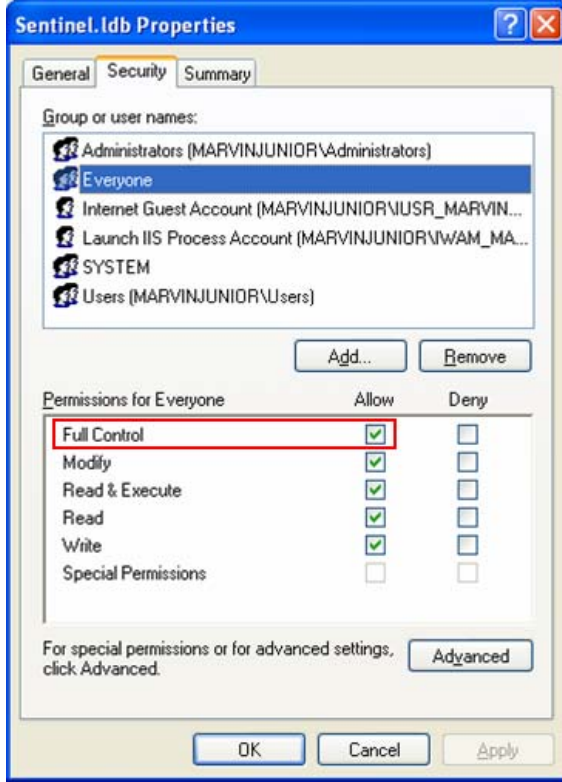 Sentinel.ldb Properties
General Security Summary
Group or user names:
Administrators (MARVINJUNIOR\Administrators)
Everyone
Internet Guest Account (MARVINJUNIOR\IUSR_MARVIN...
Launch IIS Process Account (MARVINJUNIOR\IWAM_MA...
SYSTEM
Users (MARVINJUNIOR\Users)
Add... Remove
Permissions for Everyone Allow Deny
Full Control
Modify
Read & Execute
Read
Write
Special Permissions
For special permissions or for advanced settings,
click Advanced.
Advanced
OK Cancel Apply